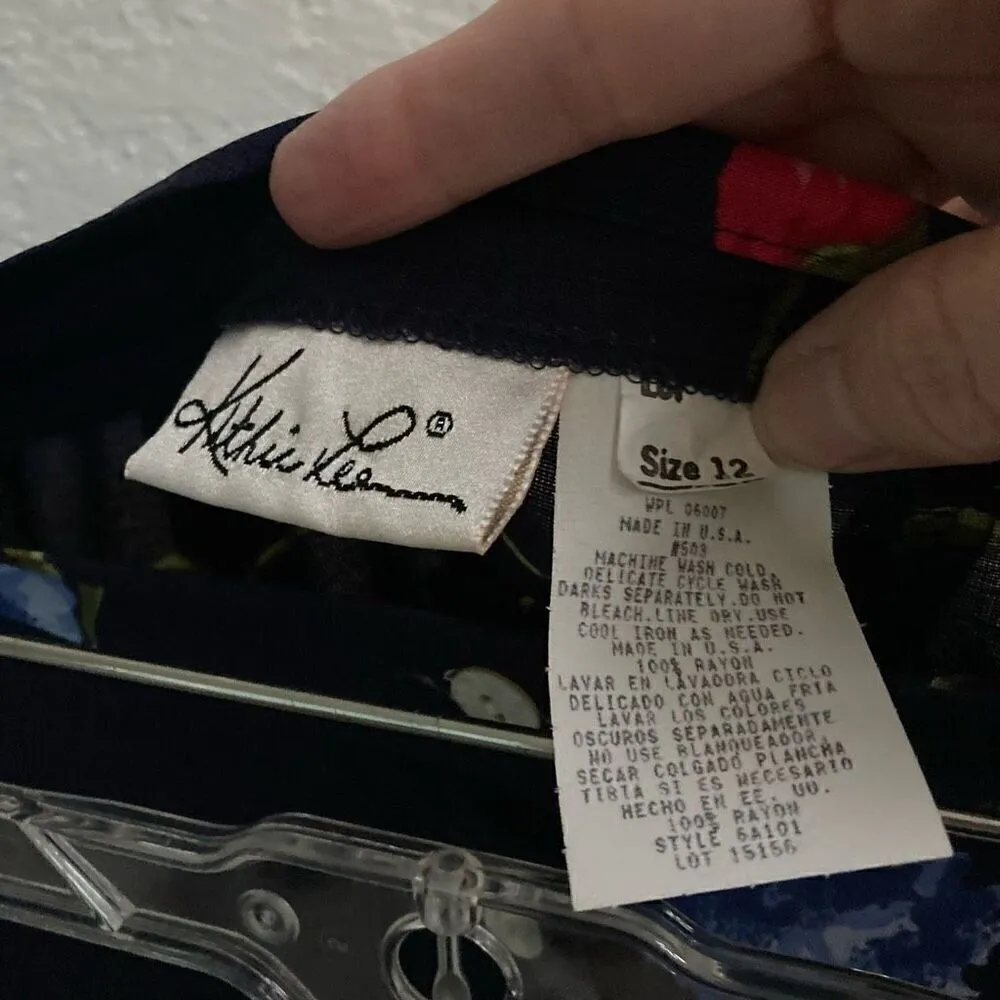 Kathie Lee ®
Size 12
WPL 06007
MADE IN U.S.A.
#503
MACHINE WASH COLD.
DELICATE CYCLE WASH
DARKS SEPARATELY.DO NOT
BLEACH.LINE DRY.USE
COOL IRON AS NEEDED.
MADE IN U.S.A.
100% RAYON
LAVAR EN LAVADORA CICLO
DELICADO CON AGUA FRIA
LAVAR LOS COLORES
OSCUROS SEPARADAMENTE
NO USE BLANQUEADOR.
SECAR COLGADO PLANCHA
TIBIA SI ES NECESARIO
HECHO EN EE. UU.
100% RAYON
STYLE 6A101
LOT 15156